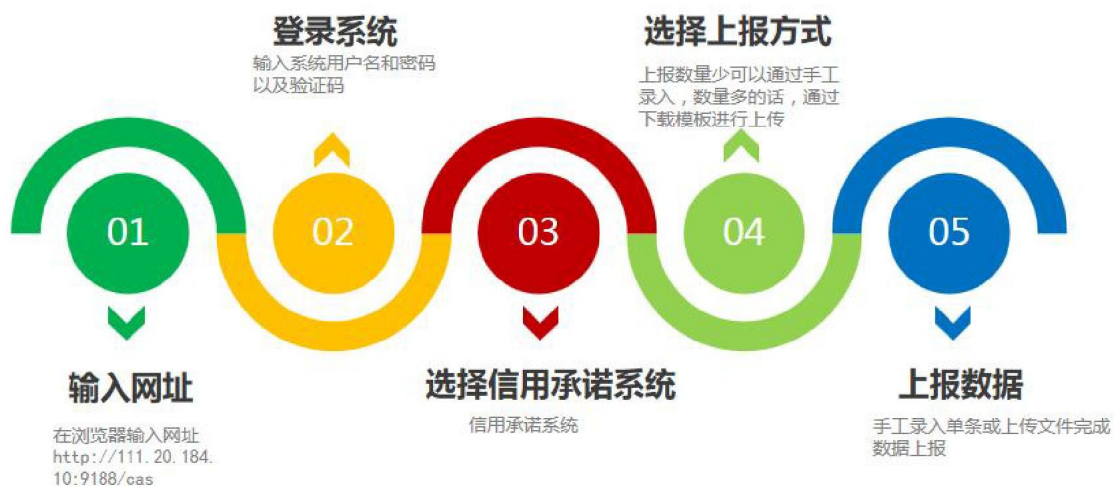 01
输入网址
在浏览器输入网址
http://111.20.184.
10:9188/cas
登录系统
输入系统用户名和密码
以及验证码
02
03
选择信用承诺系统
信用承诺系统
选择上报方式
上报数量少可以通过手工
录入，数量多的话，通过
下载模板进行上传
04
05
上报数据
手工录入单条或上传文件完成
数据上报